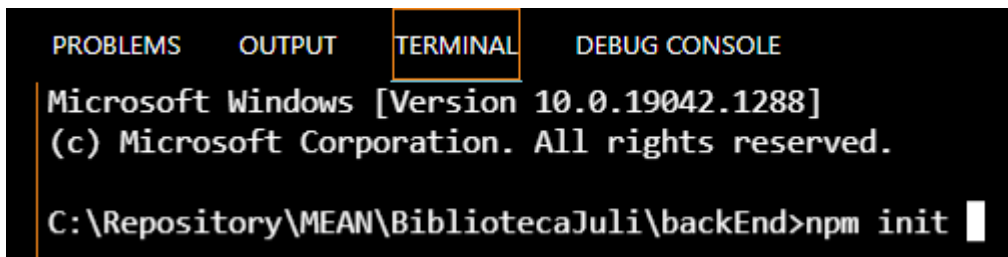 PROBLEMS OUTPUT TERMINAL DEBUG CONSOLE
Microsoft Windows [Version 10.0.19042.1288]
(c) Microsoft Corporation. All rights reserved.
C:\Repository\MEAN\BibliotecaJuli\backEnd>npm init